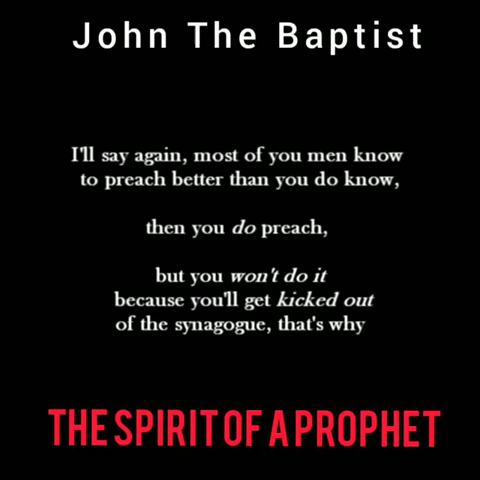 John The Baptist
I'll say again, most of you men know
to preach better than you do know,
then you do preach,
but you won't do it
because you'll get kicked out
of the synagogue, that's why
THE SPIRIT OF A PROPHET